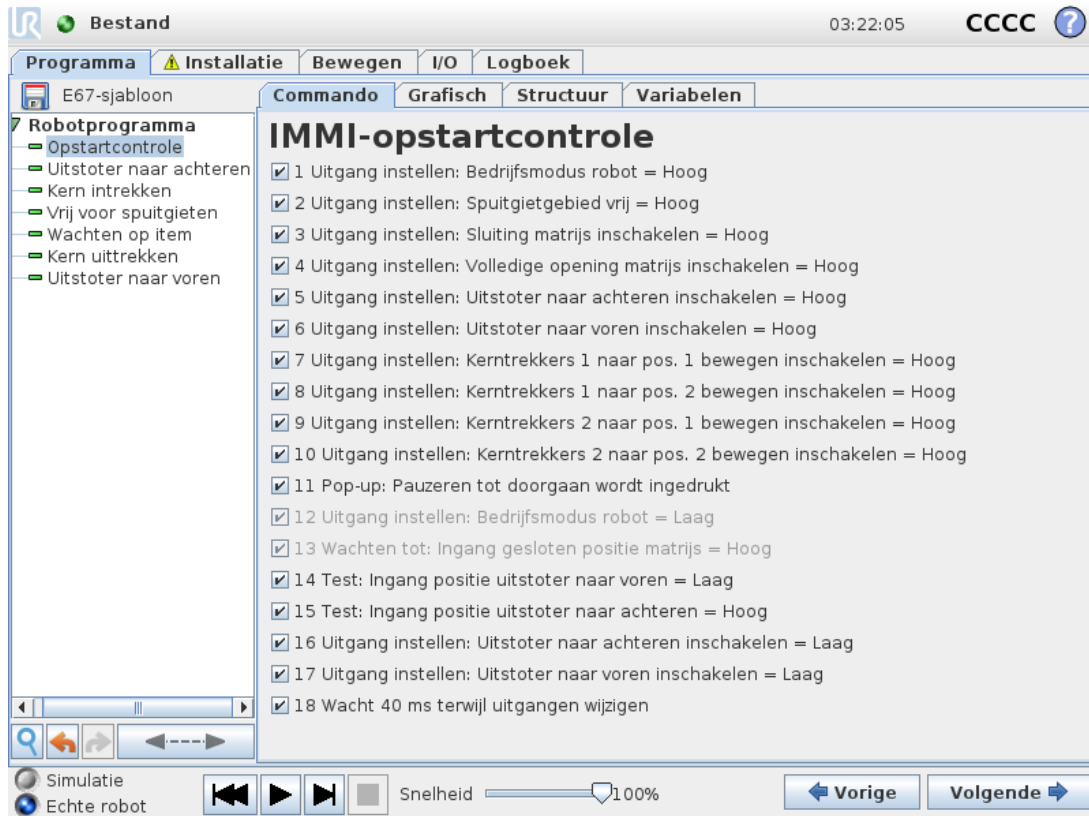 UR Bestand 03:22:05 CCCC ?
Programma Installatie Bewegen I/O Logboek
E67-sjabloon Commando Grafisch Structuur Variabelen
Robotprogramma
Opstartcontrole
Uitstoter naar achteren
Kern intrekken
Vrij voor spuitgieten
Wachten op item
Kern uittrekken
Uitstoter naar voren
IMMI-opstartcontrole
1 Uitgang instellen: Bedrijfsmodus robot = Hoog
2 Uitgang instellen: Spuitgietgebied vrij = Hoog
3 Uitgang instellen: Sluiting matrijs inschakelen = Hoog
4 Uitgang instellen: Volledige opening matrijs inschakelen = Hoog
5 Uitgang instellen: Uitstoter naar achteren inschakelen = Hoog
6 Uitgang instellen: Uitstoter naar voren inschakelen = Hoog
7 Uitgang instellen: Kerntrekkers 1 naar pos. 1 bewegen inschakelen = Hoog
8 Uitgang instellen: Kerntrekkers 1 naar pos. 2 bewegen inschakelen = Hoog
9 Uitgang instellen: Kerntrekkers 2 naar pos. 1 bewegen inschakelen = Hoog
10 Uitgang instellen: Kerntrekkers 2 naar pos. 2 bewegen inschakelen = Hoog
11 Pop-up: Pauzeren tot doorgaan wordt ingedrukt
12 Uitgang instellen: Bedrijfsmodus robot = Laag
13 Wachten tot: Ingang gesloten positie matrijs = Hoog
14 Test: Ingang positie uitstoter naar voren = Laag
15 Test: Ingang positie uitstoter naar achteren = Hoog
16 Uitgang instellen: Uitstoter naar achteren inschakelen = Laag
17 Uitgang instellen: Uitstoter naar voren inschakelen = Laag
18 Wacht 40 ms terwijl uitgangen wijzigen
Simulatie
Echte robot
Snelheid 100%
Vorige Volgende